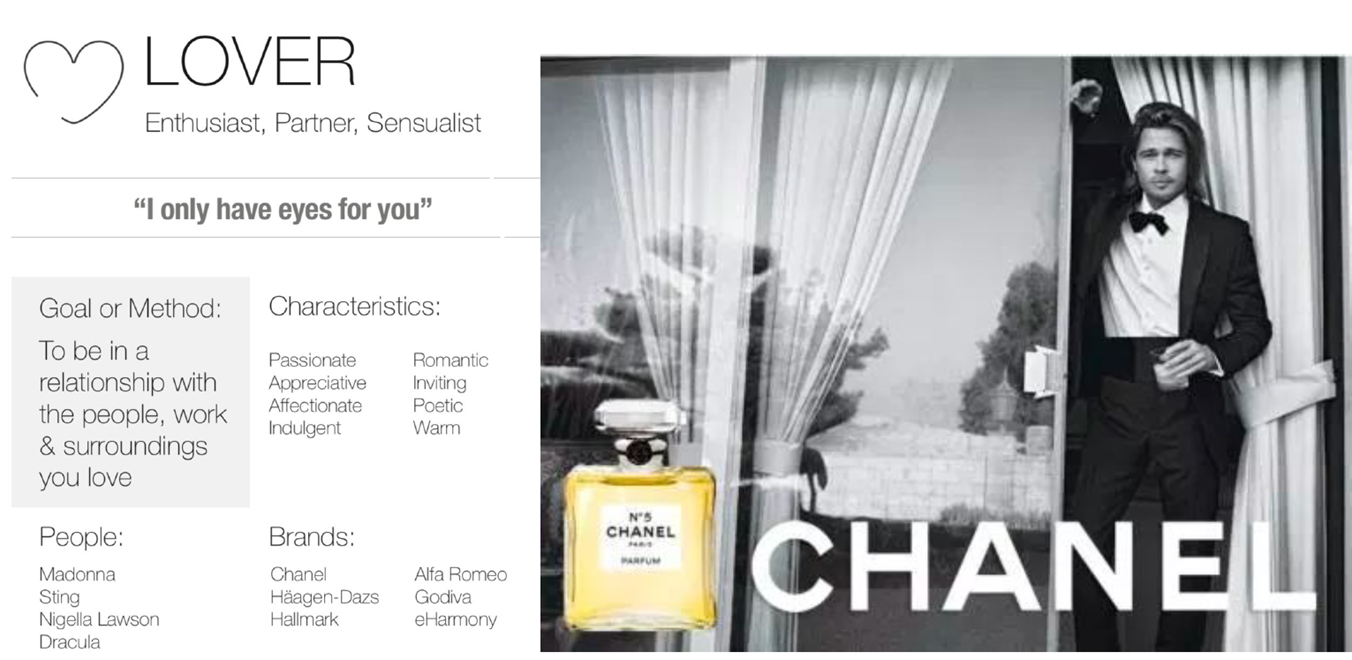 LOVER
Enthusiast, Partner, Sensualist
“I only have eyes for you”
Goal or Method:
To be in a
relationship with
the people, work
& surroundings
you love
Characteristics:
Passionate
Appreciative
Affectionate
Indulgent
Romantic
Inviting
Poetic
Warm
People:
Madonna
Sting
Nigella Lawson
Dracula
Brands:
Chanel
Häagen-Dazs
Hallmark
Alfa Romeo
Godiva
eHarmony
N°5
CHANEL
PARIS
PARFUM
CHANEL